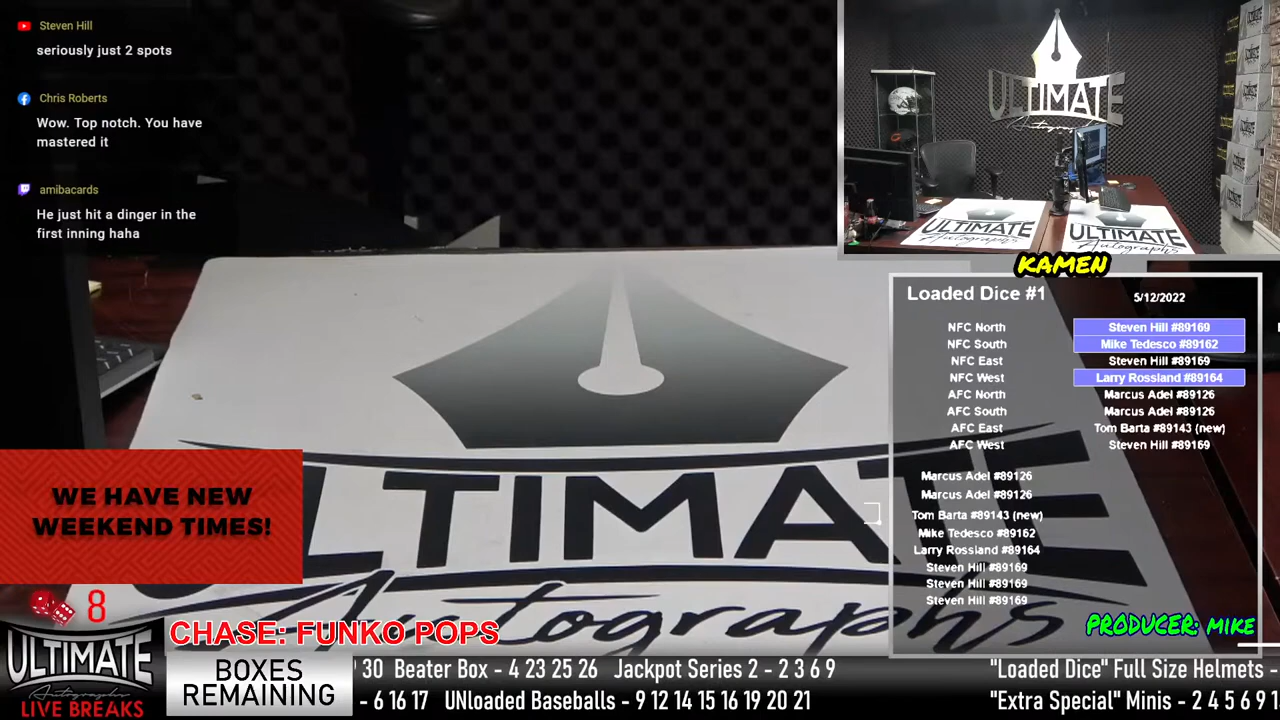 Steven Hill
seriously just 2 spots
Chris Roberts
Wow. Top notch. You have
mastered it
amibacards
He just hit a dinger in the
first inning haha
ULTIMATE
ULTIMATE
Autographs
ULTIMATE
Autographs
KAMEN
Loaded Dice #1
5/12/2022
NFC North Steven Hill #89169
NFC South Mike Tedesco #89162
NFC East Steven Hill #89169
NFC West Larry Rossland #89164
AFC North Marcus Adel #89126
AFC South Marcus Adel #89126
AFC East Tom Barta #89143 (new)
AFC West Steven Hill #89169
Marcus Adel #89126
Marcus Adel #89126
Tom Barta #89143 (new)
Mike Tedesco #89162
Larry Rossland #89164
Steven Hill #89169
Steven Hill #89169
Steven Hill #89169
PRODUCER: MIKE
WE HAVE NEW
WEEKEND TIMES!
ULTIMATE
Autographs
8
CHASE: FUNKO POPS
ULTIMATE
Autographs
LIVE BREAKS
BOXES
REMAINING
30 Beater Box - 4 23 25 26 Jackpot Series 2 - 2 3 6 9 "Loaded Dice" Full Size Helmets -
- 6 16 17 UNloaded Baseballs - 9 12 14 15 16 19 20 21 "Extra Special" Minis - 2 4 5 6 9 1